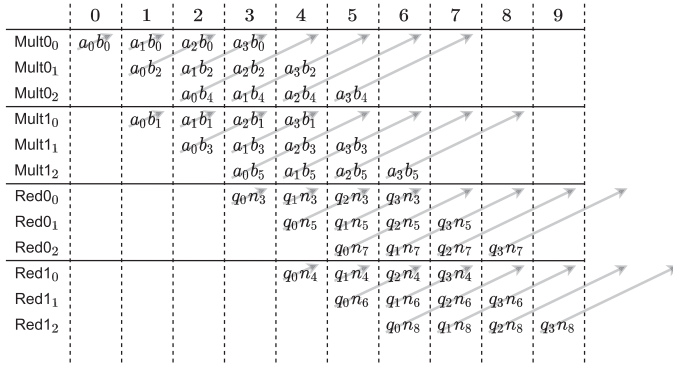 0 1 2 3 4 5 6 7 8 9
Mult0₀ a₀b₀ a₁b₀ a₂b₀ a₃b₀
Mult0₁ a₀b₂ a₁b₂ a₂b₂ a₃b₂
Mult0₂ a₀b₄ a₁b₄ a₂b₄ a₃b₄
Mult1₀ a₀b₁ a₁b₁ a₂b₁ a₃b₁
Mult1₁ a₀b₃ a₁b₃ a₂b₃ a₃b₃
Mult1₂ a₀b₅ a₁b₅ a₂b₅ a₃b₅
Red0₀ q₀n₃ q₁n₃ q₂n₃ q₃n₃
Red0₁ q₀n₅ q₁n₅ q₂n₅ q₃n₅
Red0₂ q₀n₇ q₁n₇ q₂n₇ q₃n₇
Red1₀ q₀n₄ q₁n₄ q₂n₄ q₃n₄
Red1₁ q₀n₆ q₁n₆ q₂n₆ q₃n₆
Red1₂ q₀n₈ q₁n₈ q₂n₈ q₃n₈